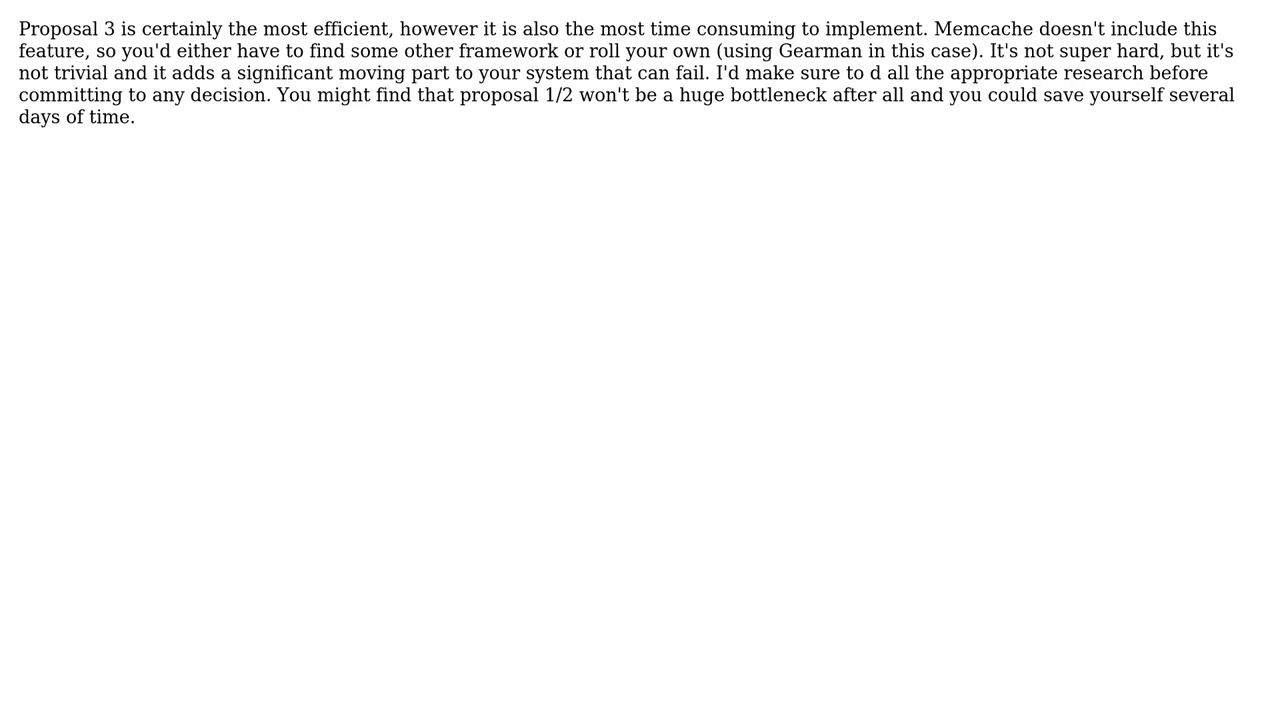 Proposal 3 is certainly the most efficient, however it is also the most time consuming to implement. Memcache doesn't include this
feature, so you'd either have to find some other framework or roll your own (using Gearman in this case). It's not super hard, but it's
not trivial and it adds a significant moving part to your system that can fail. I'd make sure to d all the appropriate research before
committing to any decision. You might find that proposal 1/2 won't be a huge bottleneck after all and you could save yourself several
days of time.